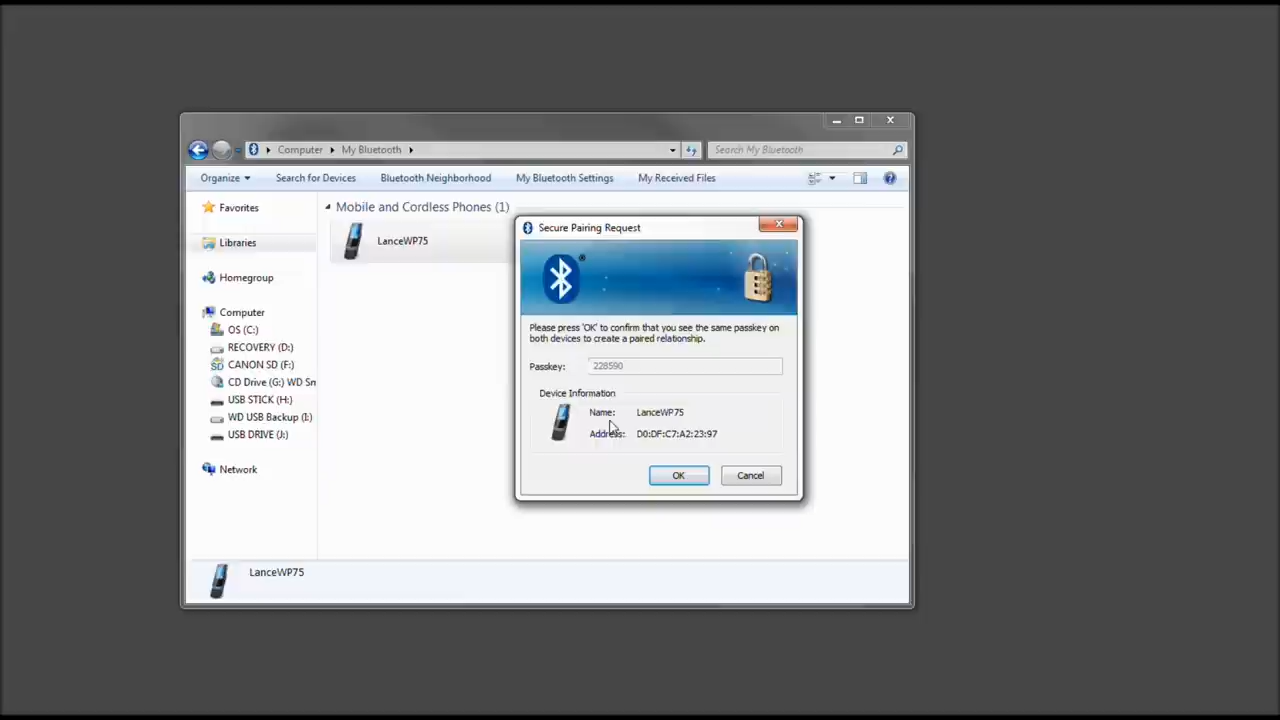 Computer
My Bluetooth
Search My Bluetooth
Organize
Search for Devices
Bluetooth Neighborhood
My Bluetooth Settings
My Received Files
Favorites
Libraries
Homegroup
Computer
OS (C:)
RECOVERY (D:)
CANON SD (F:)
CD Drive (G:) WD Sm
USB STICK (H:)
WD USB Backup (I:)
USB DRIVE (J:)
Network
Mobile and Cordless Phones (1)
LanceWP75
Secure Pairing Request
Please press 'OK' to confirm that you see the same passkey on
both devices to create a paired relationship.
Passkey: 228590
Device Information
Name: LanceWP75
Address: D0:DF:C7:A2:23:97
OK Cancel
LanceWP75